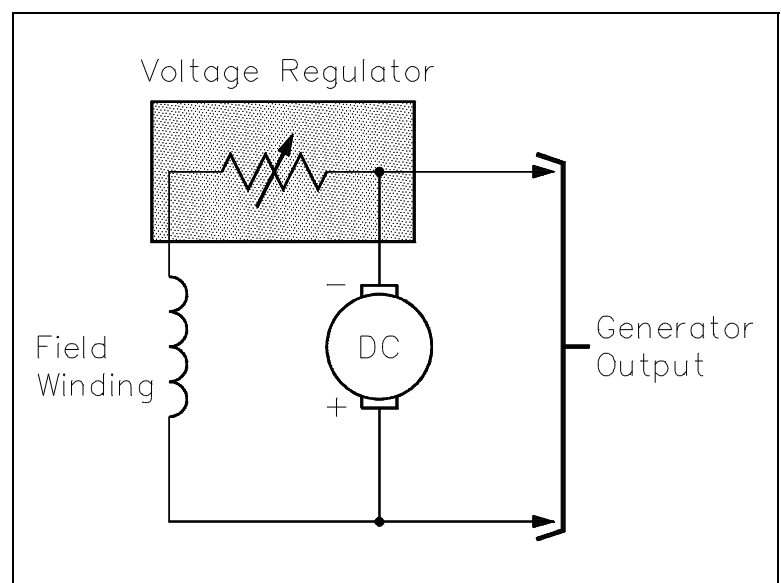 Voltage Regulator
−
DC
+
Field
Winding
Generator
Output